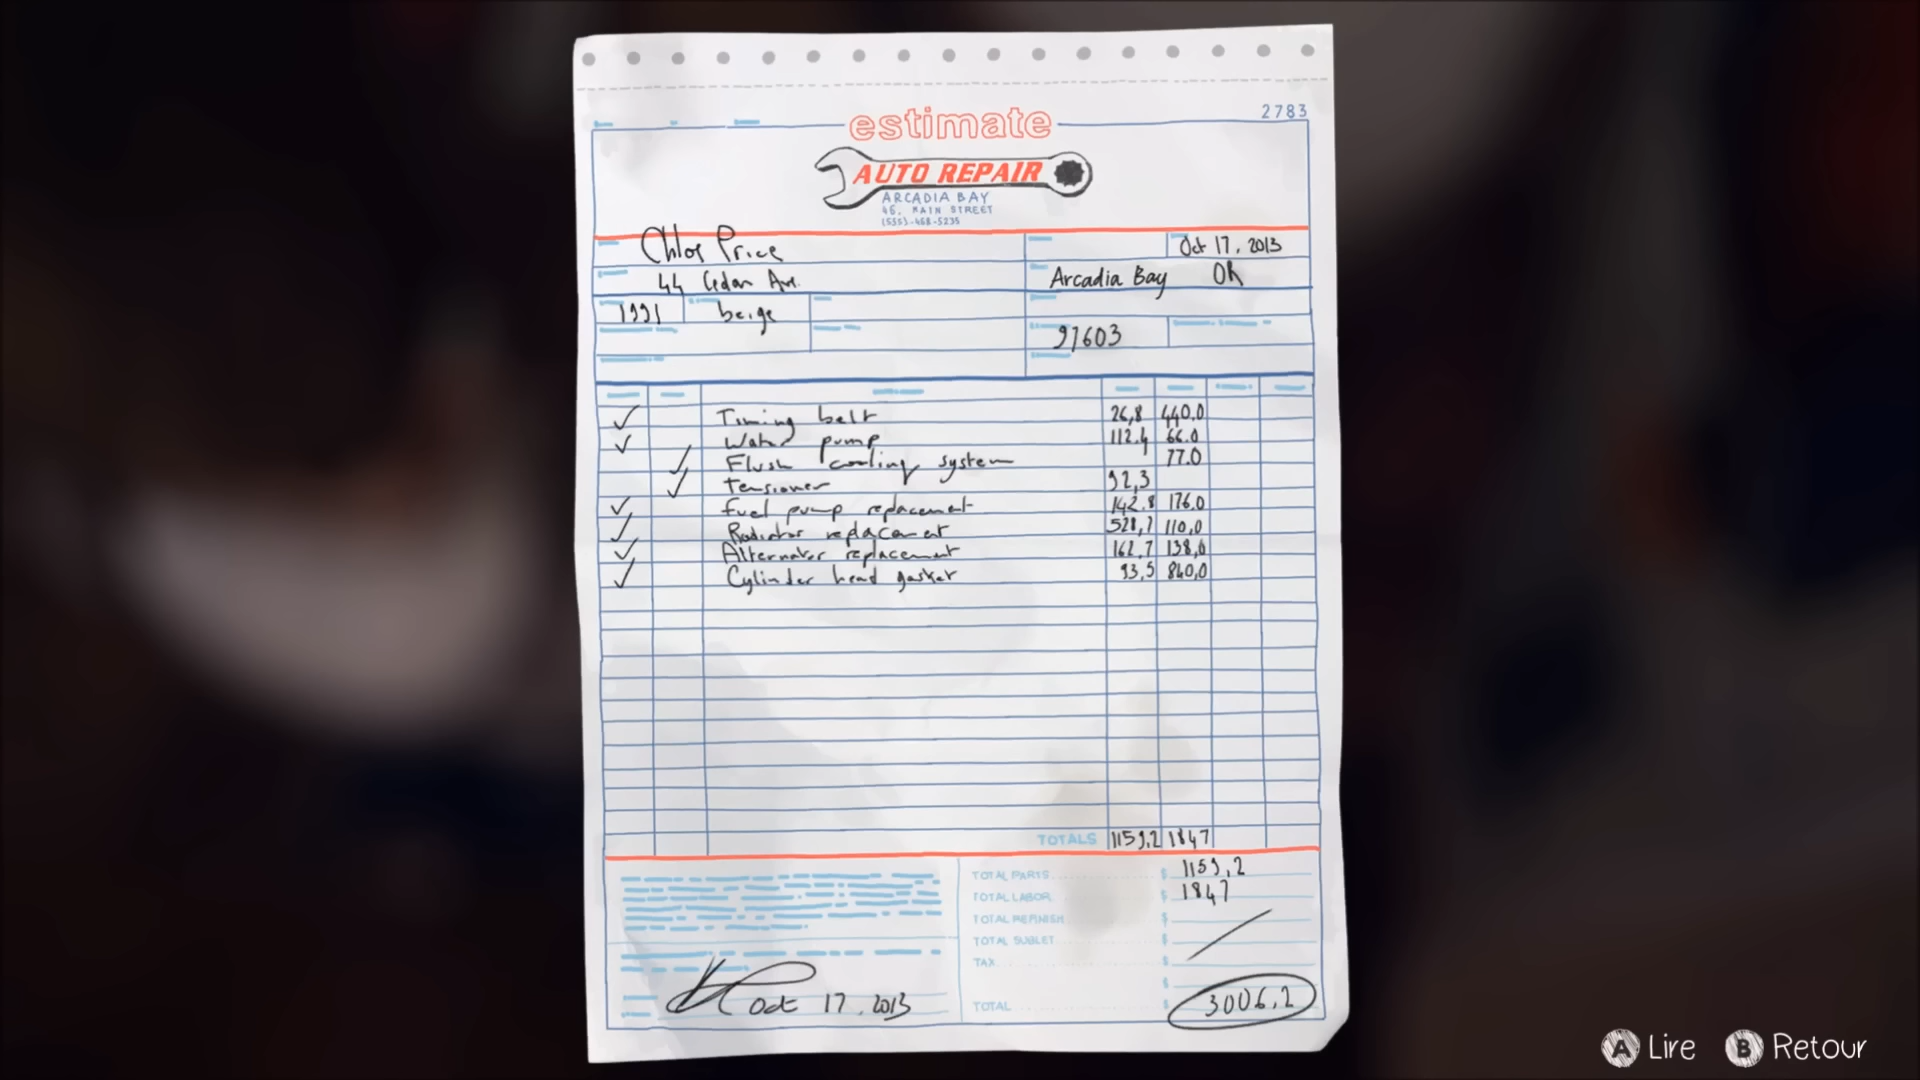 2783
estimate
AUTO REPAIR
ARCADIA BAY
46, MAIN STREET
(555)-468-5235
Chloe Price
Oct 17, 2013
44 Cedar Ave.
Arcadia Bay OR
1991 beige
97603
Timing belt 26,8 440,0
Water pump 112.4 66.0
Flush cooling system 77.0
Tensioner 92,3
Fuel pump replacement 142.8 176.0
Radiator replacement 528,7 110,0
Alternator replacement 162.7 138,0
Cylinder head gasket 93,5 840,0
TOTALS 1159,2 1847
TOTAL PARTS $ 1159,2
TOTAL LABOR $ 1847
TOTAL REFINISH $
TOTAL SUBLET $
TAX $
$
TOTAL $ 3006,2
Oct 17, 2013
A Lire B Retour